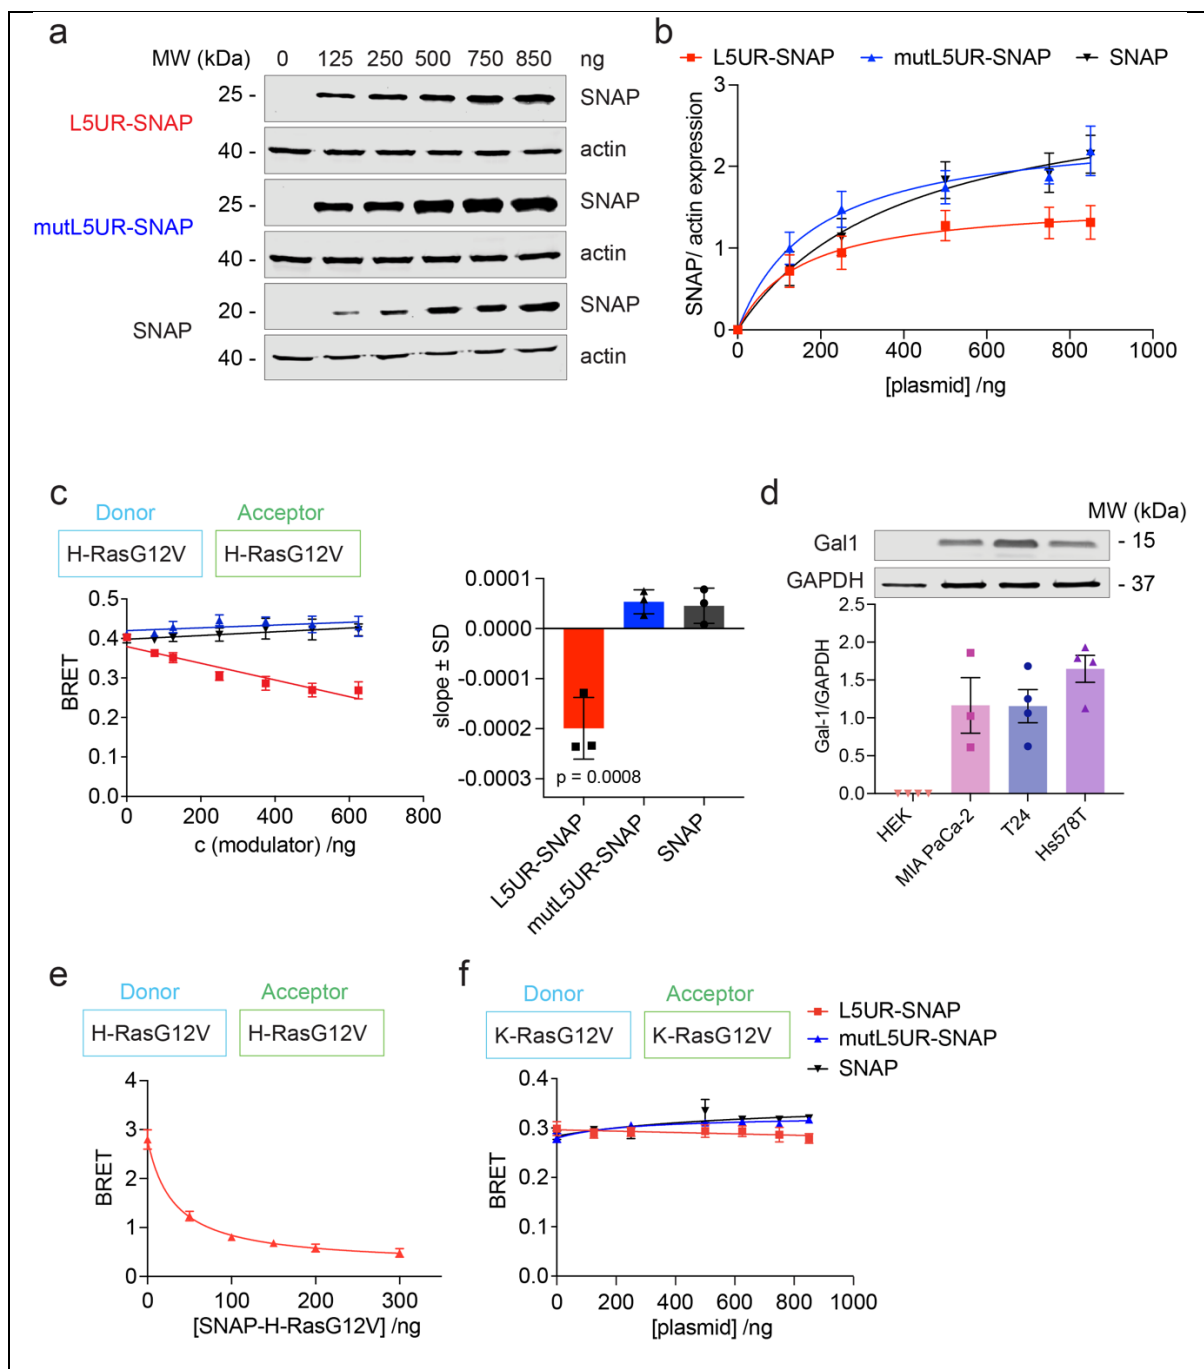 a
MW (kDa) 0 125 250 500 750 850 ng
L5UR-SNAP
25 - SNAP
40 - actin
mutL5UR-SNAP
25 - SNAP
40 - actin
SNAP
20 - SNAP
40 - actin
b
L5UR-SNAP mutL5UR-SNAP SNAP
SNAP/ actin expression
3
2
1
0
0 200 400 600 800 1000
[plasmid] /ng
c
Donor Acceptor
H-RasG12V H-RasG12V
BRET
0.5
0.4
0.3
0.2
0.1
0.0
0 200 400 600 800
c (modulator) /ng
slope ± SD
0.0001
0.0000
-0.0001
-0.0002
-0.0003
p = 0.0008
L5UR-SNAP
mutL5UR-SNAP
SNAP
d
MW (kDa)
Gal1 - 15
GAPDH - 37
Gal-1/GAPDH
2.5
2.0
1.5
1.0
0.5
0.0
HEK
MIA PaCa-2
T24
Hs578T
e
Donor Acceptor
H-RasG12V H-RasG12V
BRET
4
3
2
1
0
0 100 200 300
[SNAP-H-RasG12V] /ng
f
Donor Acceptor
K-RasG12V K-RasG12V
L5UR-SNAP
mutL5UR-SNAP
SNAP
BRET
0.4
0.3
0.2
0.1
0.0
0 200 400 600 800 1000
[plasmid] /ng